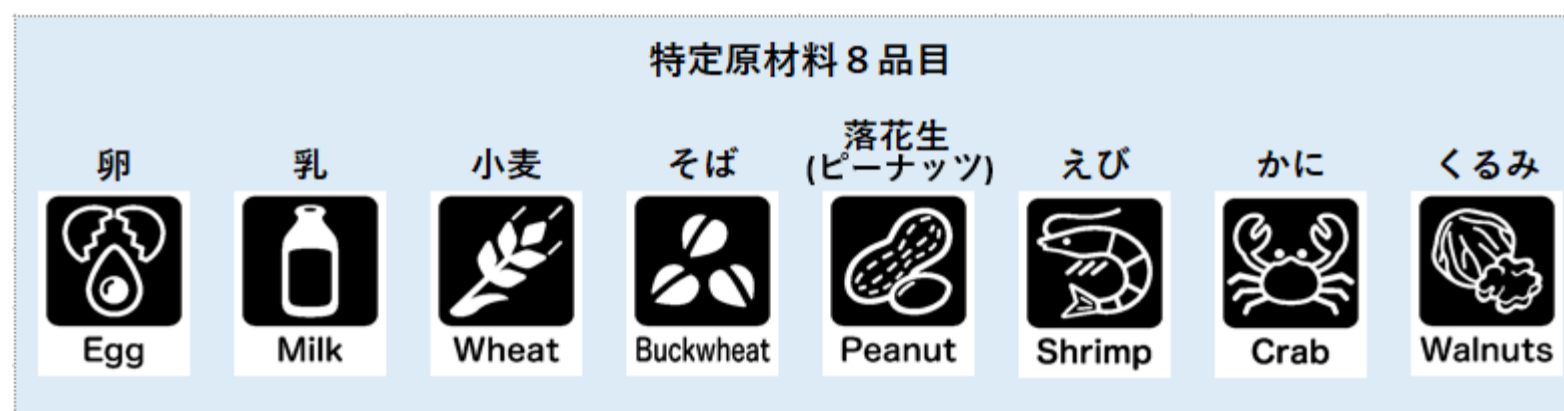 特定原材料８品目
卵
乳
小麦
そば
落花生
(ピーナッツ)
えび
かに
くるみ
Egg
Milk
Wheat
Buckwheat
Peanut
Shrimp
Crab
Walnuts